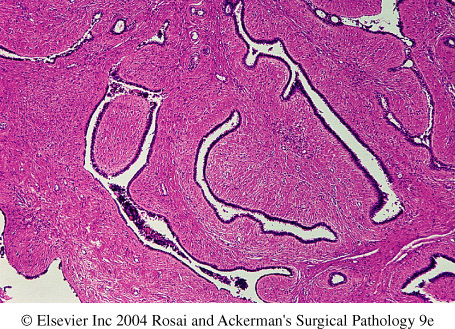 © Elsevier Inc 2004 Rosai and Ackerman's Surgical Pathology 9e